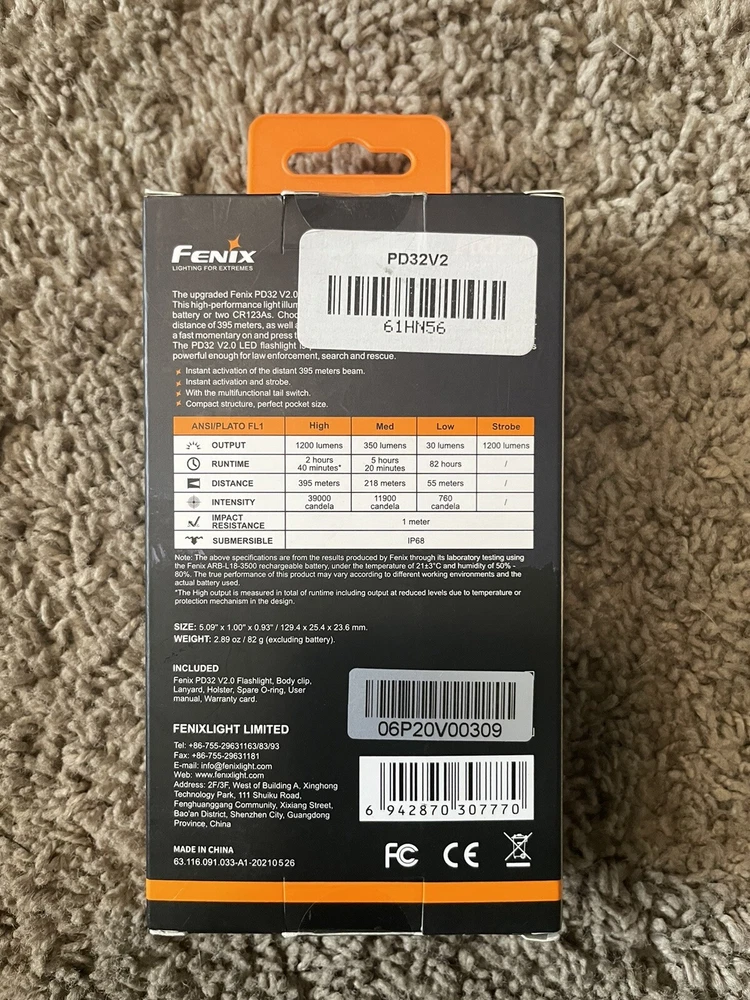 FENIX
LIGHTING FOR EXTREMES
PD32V2
61HN56
The upgraded Fenix PD32 V2.0
This high-performance light illum
battery or two CR123As. Choo
distance of 395 meters, as well a
a fast momentary on and press t
The PD32 V2.0 LED flashlight is
powerful enough for law enforcement, search and rescue.
Instant activation of the distant 395 meters beam.
Instant activation and strobe.
With the multifunctional tail switch.
Compact structure, perfect pocket size.
ANSI/PLATO FL1 High Med Low Strobe
OUTPUT 1200 lumens 350 lumens 30 lumens 1200 lumens
RUNTIME 2 hours 40 minutes* 5 hours 20 minutes 82 hours /
DISTANCE 395 meters 218 meters 55 meters /
INTENSITY 39000 candela 11900 candela 760 candela /
IMPACT RESISTANCE 1 meter
SUBMERSIBLE IP68
Note: The above specifications are from the results produced by Fenix through its laboratory testing using
the Fenix ARB-L18-3500 rechargeable battery, under the temperature of 21±3°C and humidity of 50% -
80%. The true performance of this product may vary according to different working environments and the
actual battery used.
*The High output is measured in total of runtime including output at reduced levels due to temperature or
protection mechanism in the design.
SIZE: 5.09" x 1.00" x 0.93" / 129.4 x 25.4 x 23.6 mm.
WEIGHT: 2.89 oz / 82 g (excluding battery).
INCLUDED
Fenix PD32 V2.0 Flashlight, Body clip,
Lanyard, Holster, Spare O-ring, User
manual, Warranty card.
06P20V00309
FENIXLIGHT LIMITED
Tel: +86-755-29631163/83/93
Fax: +86-755-29631181
E-mail: info@fenixlight.com
Web: www.fenixlight.com
Address: 2F/3F, West of Building A, Xinghong
Technology Park, 111 Shuiku Road,
Fenghuanggang Community, Xixiang Street,
Bao'an District, Shenzhen City, Guangdong
Province, China
6 942870 307770
MADE IN CHINA
63.116.091.033-A1-20210526
FC CE